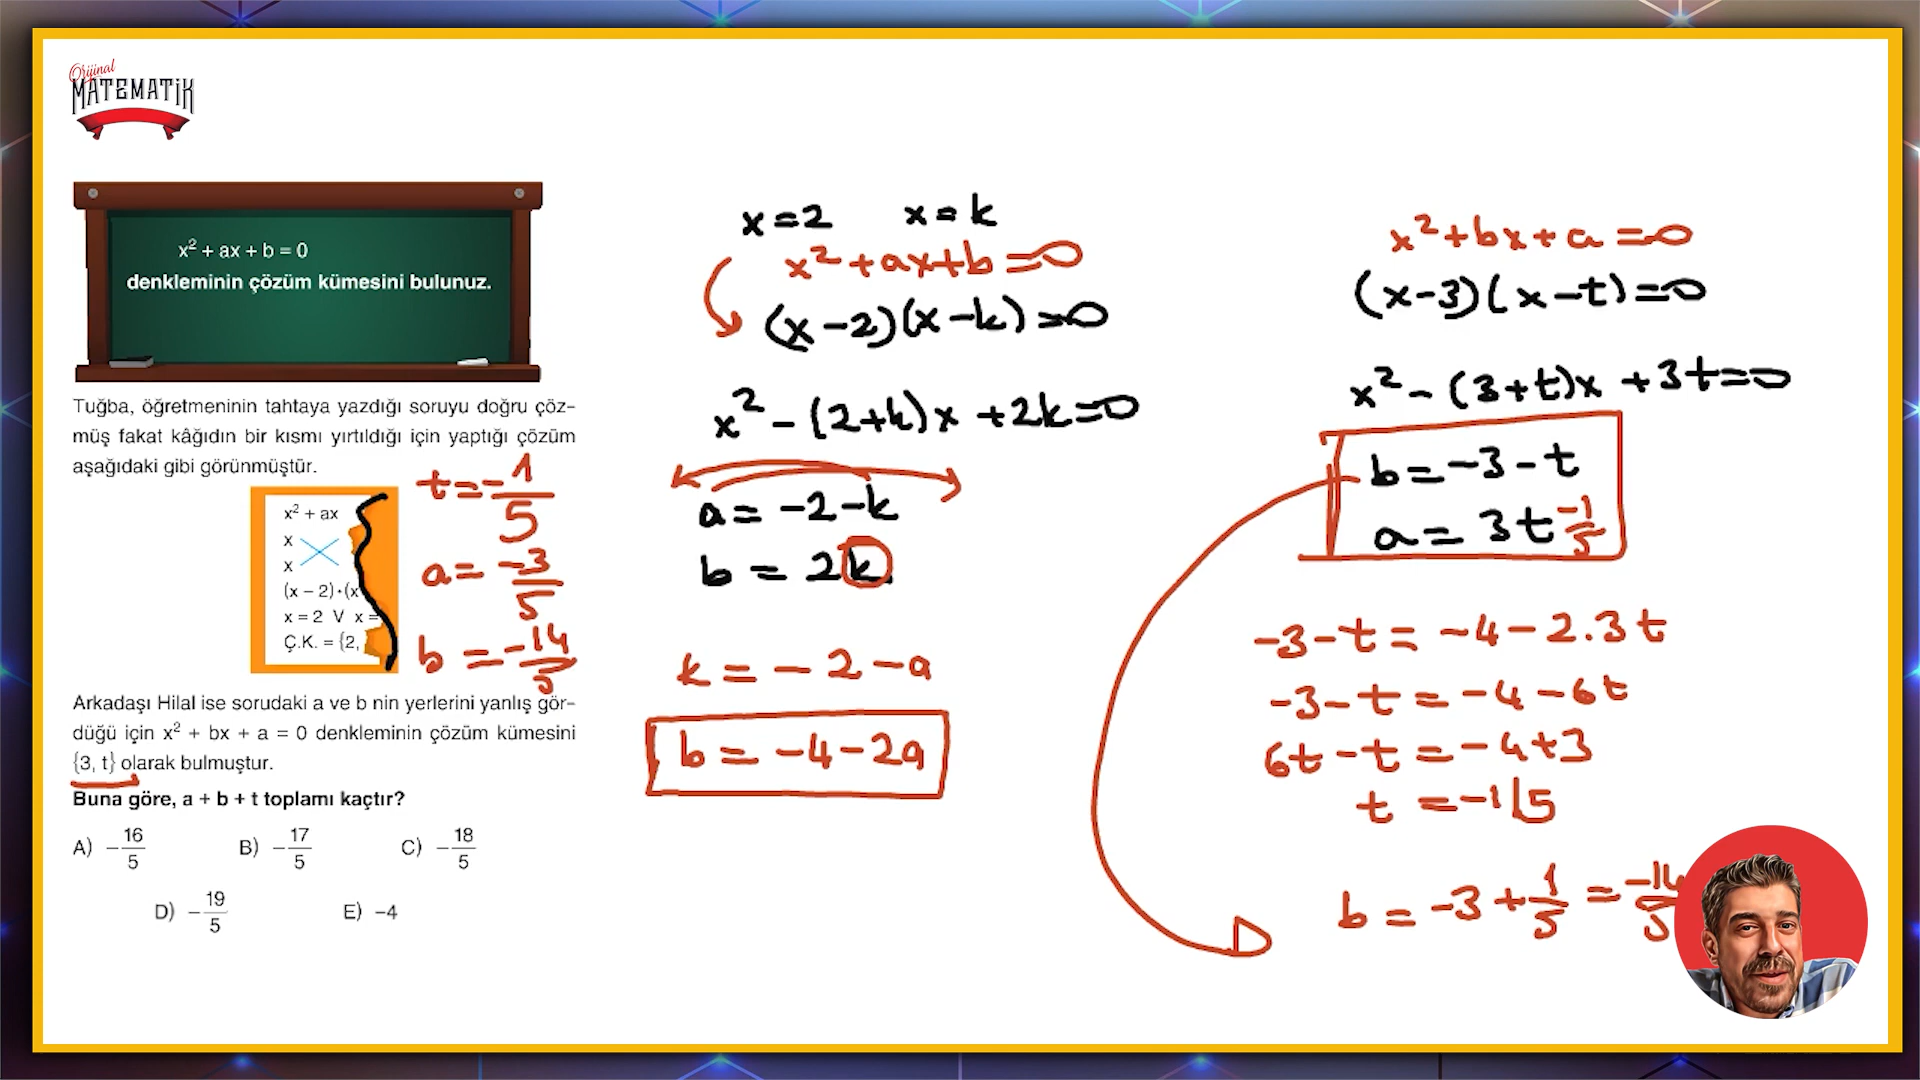 Orijinal
MATEMATİK
x² + ax + b = 0
denkleminin çözüm kümesini bulunuz.
Tuğba, öğretmeninin tahtaya yazdığı soruyu doğru çöz-
müş fakat kâğıdın bir kısmı yırtıldığı için yaptığı çözüm
aşağıdaki gibi görünmüştür.
x² + ax
x
x
(x – 2)·(x
x = 2 V x =
Ç.K. = {2,
t = -1/5
a = -3/5
b = -14/5
Arkadaşı Hilal ise sorudaki a ve b nin yerlerini yanlış gör-
düğü için x² + bx + a = 0 denkleminin çözüm kümesini
{3, t} olarak bulmuştur.
Buna göre, a + b + t toplamı kaçtır?
A) –16/5 B) –17/5 C) –18/5
D) –19/5 E) –4
x=2 x=k
x²+ax+b=0
(x-2)(x-k)=0
x²-(2+k)x+2k=0
a=-2-k
b=2k
k=-2-a
b=-4-2a
x²+bx+a=0
(x-3)(x-t)=0
x²-(3+t)x+3t=0
b=-3-t
a=3t -1/5
-3-t=-4-2.3t
-3-t=-4-6t
6t-t=-4+3
t=-1/5
b=-3+1/5=-14/5